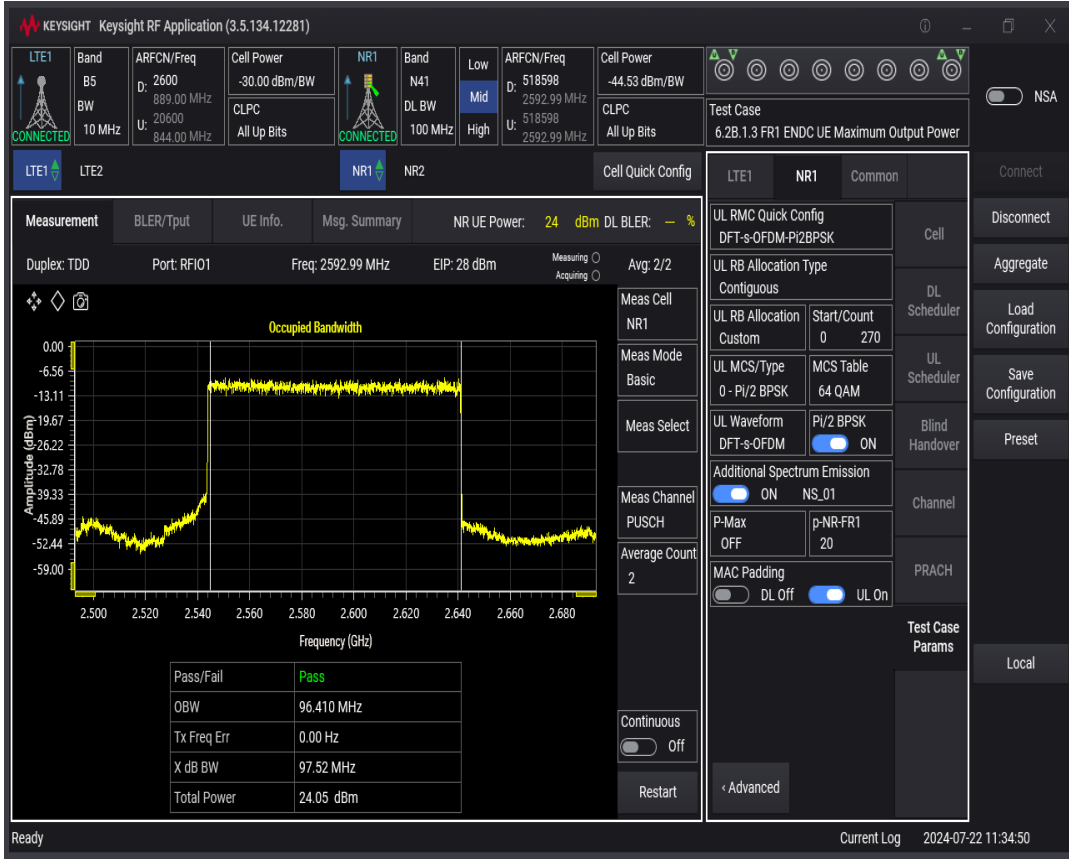 KEYSIGHT Keysight RF Application (3.5.134.12281)
LTE1
CONNECTED
Band
B5
BW
10 MHz
ARFCN/Freq
D: 2600
889.00 MHz
U: 20600
844.00 MHz
Cell Power
-30.00 dBm/BW
CLPC
All Up Bits
NR1
CONNECTED
Band
N41
DL BW
100 MHz
Low
Mid
High
ARFCN/Freq
D: 518598
2592.99 MHz
U: 518598
2592.99 MHz
Cell Power
-44.53 dBm/BW
CLPC
All Up Bits
Test Case
6.2B.1.3 FR1 ENDC UE Maximum Output Power
NSA
LTE1 LTE2
NR1 NR2
Cell Quick Config
Measurement BLER/Tput UE Info. Msg. Summary NR UE Power: 24 dBm DL BLER: --- %
Duplex: TDD Port: RFIO1 Freq: 2592.99 MHz EIP: 28 dBm Measuring Acquiring Avg: 2/2
Occupied Bandwidth
Amplitude (dBm)
0.00
-6.56
-13.11
-19.67
-26.22
-32.78
-39.33
-45.89
-52.44
-59.00
2.500 2.520 2.540 2.560 2.580 2.600 2.620 2.640 2.660 2.680
Frequency (GHz)
Pass/Fail Pass
OBW 96.410 MHz
Tx Freq Err 0.00 Hz
X dB BW 97.52 MHz
Total Power 24.05 dBm
Meas Cell
NR1
Meas Mode
Basic
Meas Select
Meas Channel
PUSCH
Average Count
2
Continuous
Off
Restart
LTE1 NR1 Common
UL RMC Quick Config
DFT-s-OFDM-Pi2BPSK
UL RB Allocation Type
Contiguous
UL RB Allocation
Custom
Start/Count
0 270
UL MCS/Type
0 - Pi/2 BPSK
MCS Table
64 QAM
UL Waveform
DFT-s-OFDM
Pi/2 BPSK
ON
Additional Spectrum Emission
ON NS_01
P-Max
OFF
p-NR-FR1
20
MAC Padding
DL Off UL On
‹ Advanced
Cell
DL
Scheduler
UL
Scheduler
Blind
Handover
Channel
PRACH
Test Case
Params
Connect
Disconnect
Aggregate
Load
Configuration
Save
Configuration
Preset
Local
Ready
Current Log 2024-07-22 11:34:50